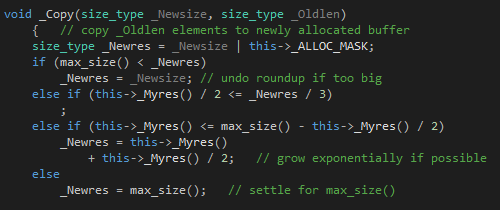 void _Copy(size_type _Newsize, size_type _Oldlen)
{ // copy _Oldlen elements to newly allocated buffer
size_type _Newres = _Newsize | this->_ALLOC_MASK;
if (max_size() < _Newres)
_Newres = _Newsize; // undo roundup if too big
else if (this->_Myres() / 2 <= _Newres / 3)
;
else if (this->_Myres() <= max_size() - this->_Myres() / 2)
_Newres = this->_Myres()
+ this->_Myres() / 2; // grow exponentially if possible
else
_Newres = max_size(); // settle for max_size()